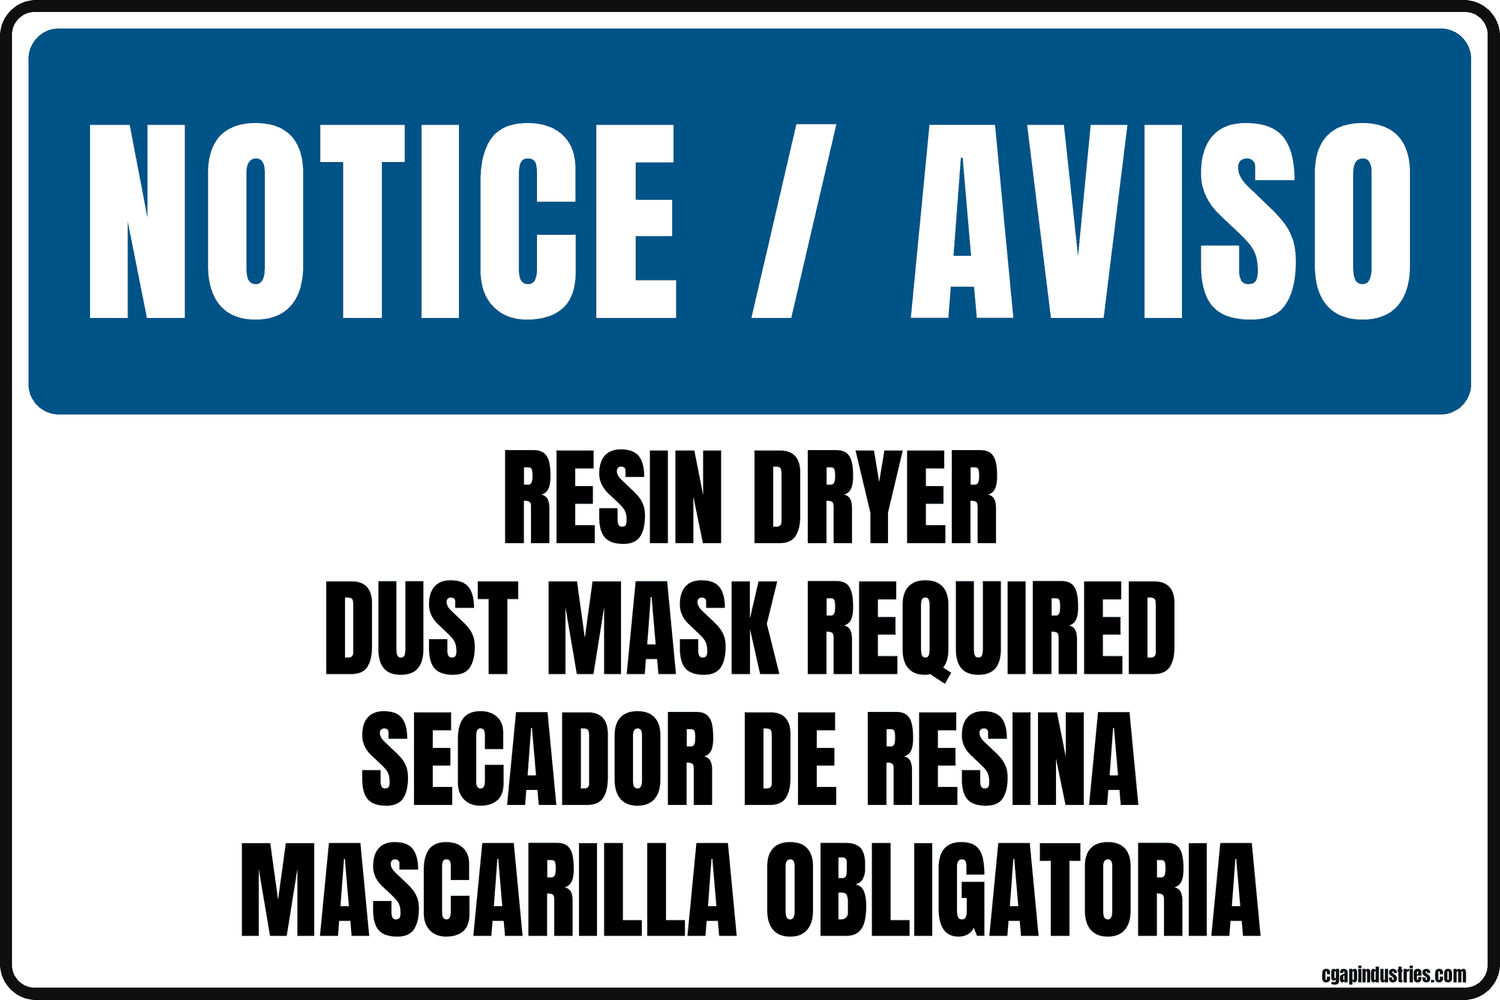 NOTICE / AVISO
RESIN DRYER
DUST MASK REQUIRED
SECADOR DE RESINA
MASCARILLA OBLIGATORIA
cgapindustries.com